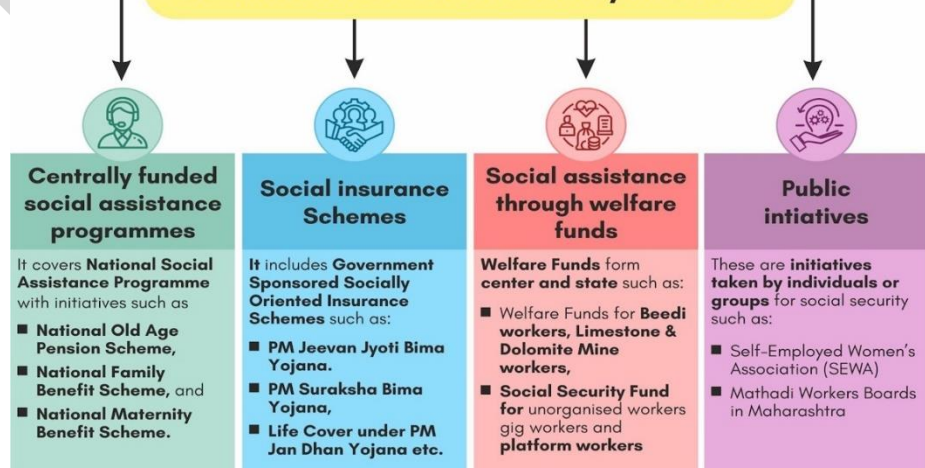 Centrally funded
social assistance
programmes
It covers National Social
Assistance Programme
with initiatives such as
■ National Old Age
Pension Scheme,
■ National Family
Benefit Scheme, and
■ National Maternity
Benefit Scheme.
Social insurance
Schemes
It includes Government
Sponsored Socially
Oriented Insurance
Schemes such as:
■ PM Jeevan Jyoti Bima
Yojana.
■ PM Suraksha Bima
Yojana,
■ Life Cover under PM
Jan Dhan Yojana etc.
Social assistance
through welfare
funds
Welfare Funds form
center and state such as:
■ Welfare Funds for Beedi
workers, Limestone &
Dolomite Mine
workers,
■ Social Security Fund
for unorganised workers
gig workers and
platform workers
Public
intiatives
These are initiatives
taken by individuals or
groups for social security
such as:
■ Self-Employed Women's
Association (SEWA)
■ Mathadi Workers Boards
in Maharashtra